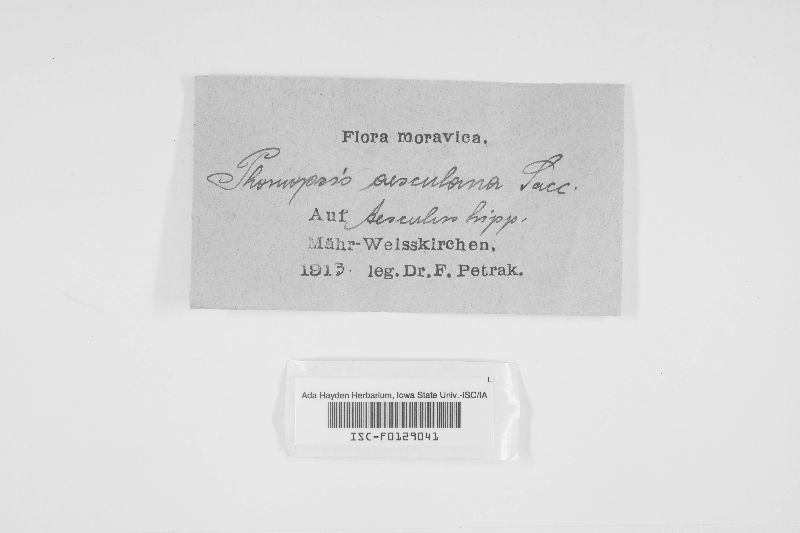 Flora moravica.
Phomopsis aesculana Sacc.
Auf Aesculus hipp.
Mähr-Weisskirchen.
1913. leg. Dr. F. Petrak.
L
Ada Hayden Herbarium, Iowa State Univ.-ISC/IA
ISC-F0129041